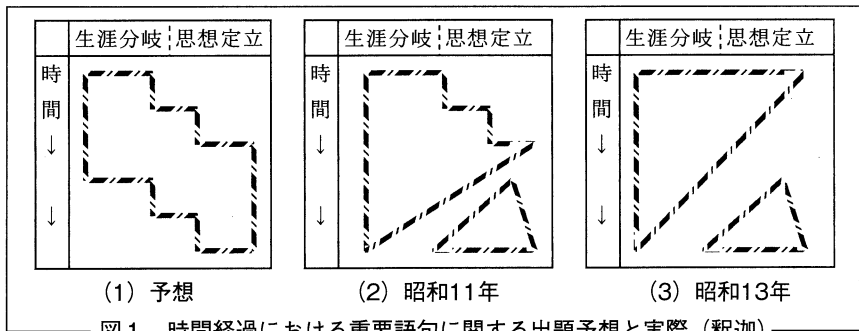 生涯分岐 思想定立
時間
↓
↓
(1) 予想
生涯分岐 思想定立
時間
↓
↓
(2) 昭和11年
生涯分岐 思想定立
時間
↓
↓
(3) 昭和13年
図1 時間経過における重要語句に関する出題予想と実際(釈迦)